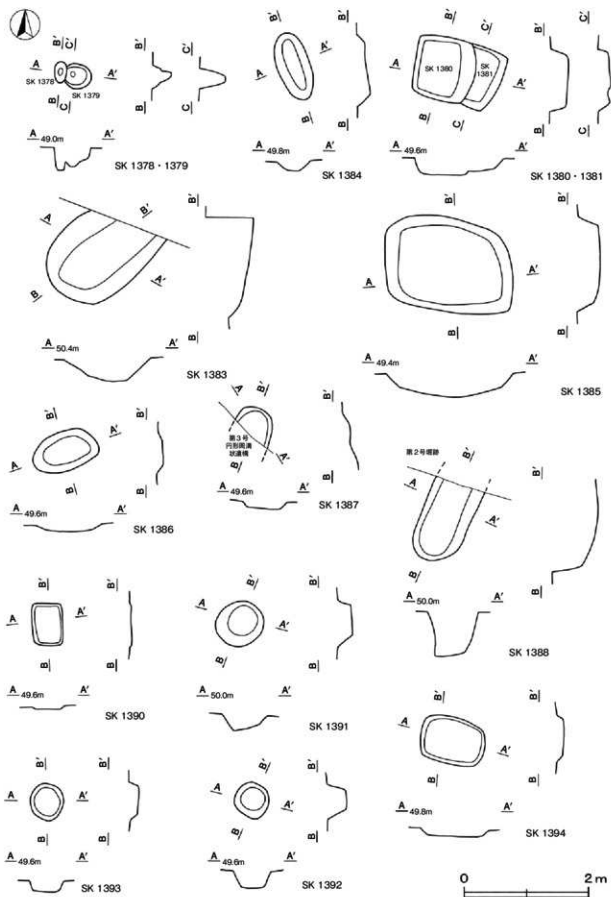 B' C'
A SK 1378 A'
SK 1379
B C
B' C'
B C
A 49.0m A'
SK 1378・1379
B'
A A'
B
B'
B
A 49.8m A'
SK 1384
B' C'
A SK 1380 SK 1381 A'
B C
B' C'
B C
A 49.6m A'
SK 1380・1381
A B'
B A'
B'
B
A 50.4m A'
SK 1383
B'
A A'
B
B'
B
A 49.4m A'
SK 1385
B'
A A'
B
B'
B
A 49.6m A'
SK 1386
A B'
第3号
円形周溝
状遺構
B A'
B'
B
A 49.6m A'
SK 1387
第2号堀跡
B'
A A'
B
B'
B
A 50.0m A'
SK 1388
B'
A A'
B
B'
B
A 49.6m A'
SK 1390
B'
A A'
B
B'
B
A 50.0m A'
SK 1391
B'
A A'
B
B'
B
A 49.8m A'
SK 1394
B'
A A'
B
B'
B
A 49.6m A'
SK 1393
B'
A A'
B
B'
B
A 49.6m A'
SK 1392
0 2 m